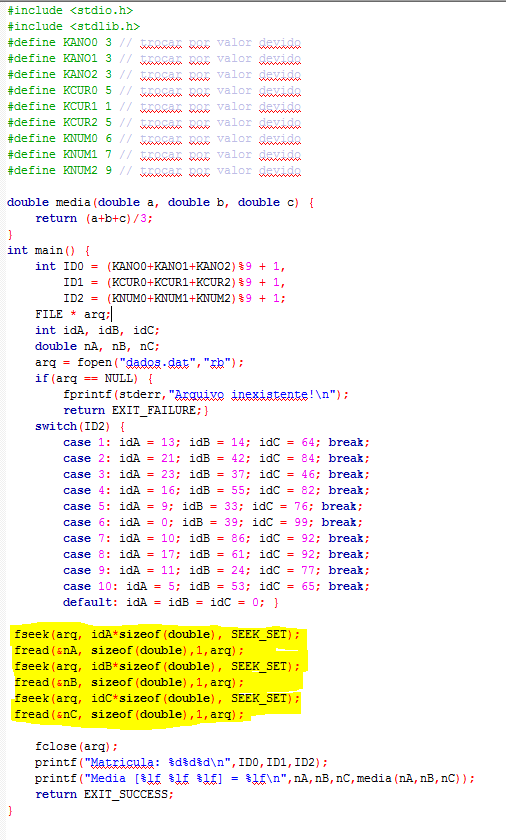 #include <stdio.h>
#include <stdlib.h>
#define KANO0 3 // trocar por valor devido
#define KANO1 3 // trocar por valor devido
#define KANO2 3 // trocar por valor devido
#define KCUR0 5 // trocar por valor devido
#define KCUR1 1 // trocar por valor devido
#define KCUR2 5 // trocar por valor devido
#define KNUM0 6 // trocar por valor devido
#define KNUM1 7 // trocar por valor devido
#define KNUM2 9 // trocar por valor devido
double media(double a, double b, double c) {
return (a+b+c)/3;
}
int main() {
int ID0 = (KANO0+KANO1+KANO2)%9 + 1,
ID1 = (KCUR0+KCUR1+KCUR2)%9 + 1,
ID2 = (KNUM0+KNUM1+KNUM2)%9 + 1;
FILE * arq;
int idA, idB, idC;
double nA, nB, nC;
arq = fopen("dados.dat","rb");
if(arq == NULL) {
fprintf(stderr,"Arquivo inexistente!\n");
return EXIT_FAILURE;}
switch(ID2) {
case 1: idA = 13; idB = 14; idC = 64; break;
case 2: idA = 21; idB = 42; idC = 84; break;
case 3: idA = 23; idB = 37; idC = 46; break;
case 4: idA = 16; idB = 55; idC = 82; break;
case 5: idA = 9; idB = 33; idC = 76; break;
case 6: idA = 0; idB = 39; idC = 99; break;
case 7: idA = 10; idB = 86; idC = 92; break;
case 8: idA = 17; idB = 61; idC = 92; break;
case 9: idA = 11; idB = 24; idC = 77; break;
case 10: idA = 5; idB = 53; idC = 65; break;
default: idA = idB = idC = 0; }
fseek(arq, idA*sizeof(double), SEEK_SET);
fread(&nA, sizeof(double),1,arq);
fseek(arq, idB*sizeof(double), SEEK_SET);
fread(&nB, sizeof(double),1,arq);
fseek(arq, idC*sizeof(double), SEEK_SET);
fread(&nC, sizeof(double),1,arq);
fclose(arq);
printf("Matricula: %d%d%d\n",ID0,ID1,ID2);
printf("Media [%lf %lf %lf] = %lf\n",nA,nB,nC,media(nA,nB,nC));
return EXIT_SUCCESS;
}